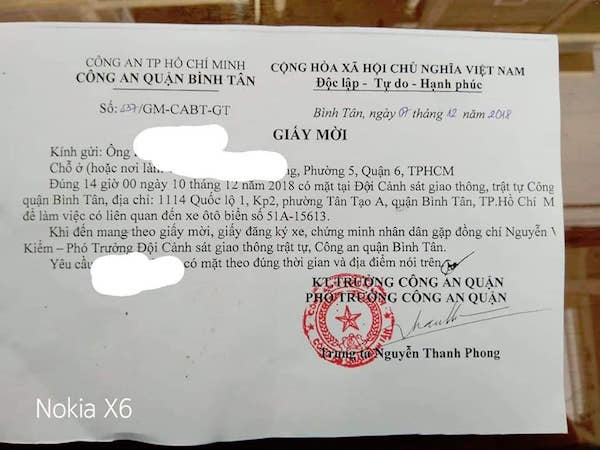 CÔNG AN TP HỒ CHÍ MINH
CÔNG AN QUẬN BÌNH TÂN
CỘNG HÒA XÃ HỘI CHỦ NGHĨA VIỆT NAM
Độc lập - Tự do - Hạnh phúc
Số: 237/GM-CABT-GT
Bình Tân, ngày 07 tháng 12 năm 2018
GIẤY MỜI
Kính gửi: Ông
Chỗ ở (hoặc nơi làm Phường 5, Quận 6, TPHCM
Đúng 14 giờ 00 ngày 10 tháng 12 năm 2018 có mặt tại Đội Cảnh sát giao thông, trật tự Công
quận Bình Tân, địa chỉ: 1114 Quốc lộ 1, Kp2, phường Tân Tạo A, quận Bình Tân, TP.Hồ Chí M
để làm việc có liên quan đến xe ôtô biển số 51A-15613.
Khi đến mang theo giấy mời, giấy đăng ký xe, chứng minh nhân dân gặp đồng chí Nguyễn V
Kiếm – Phó Trưởng Đội Cảnh sát giao thông trật tự, Công an quận Bình Tân.
Yêu cầu có mặt theo đúng thời gian và địa điểm nói trên
KT.TRƯỞNG CÔNG AN QUẬN
PHÓ TRƯỞNG CÔNG AN QUẬN
Trung tá Nguyễn Thanh Phong
Nokia X6